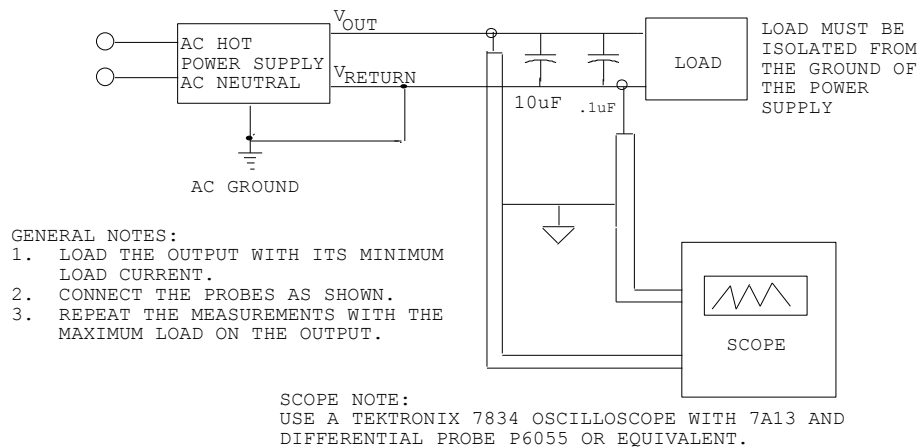 AC HOT
POWER SUPPLY
AC NEUTRAL
VOUT
VRETURN
10uF
.1uF
LOAD
LOAD MUST BE
ISOLATED FROM
THE GROUND OF
THE POWER
SUPPLY
AC GROUND
GENERAL NOTES:
1. LOAD THE OUTPUT WITH ITS MINIMUM
LOAD CURRENT.
2. CONNECT THE PROBES AS SHOWN.
3. REPEAT THE MEASUREMENTS WITH THE
MAXIMUM LOAD ON THE OUTPUT.
SCOPE
SCOPE NOTE:
USE A TEKTRONIX 7834 OSCILLOSCOPE WITH 7A13 AND
DIFFERENTIAL PROBE P6055 OR EQUIVALENT.